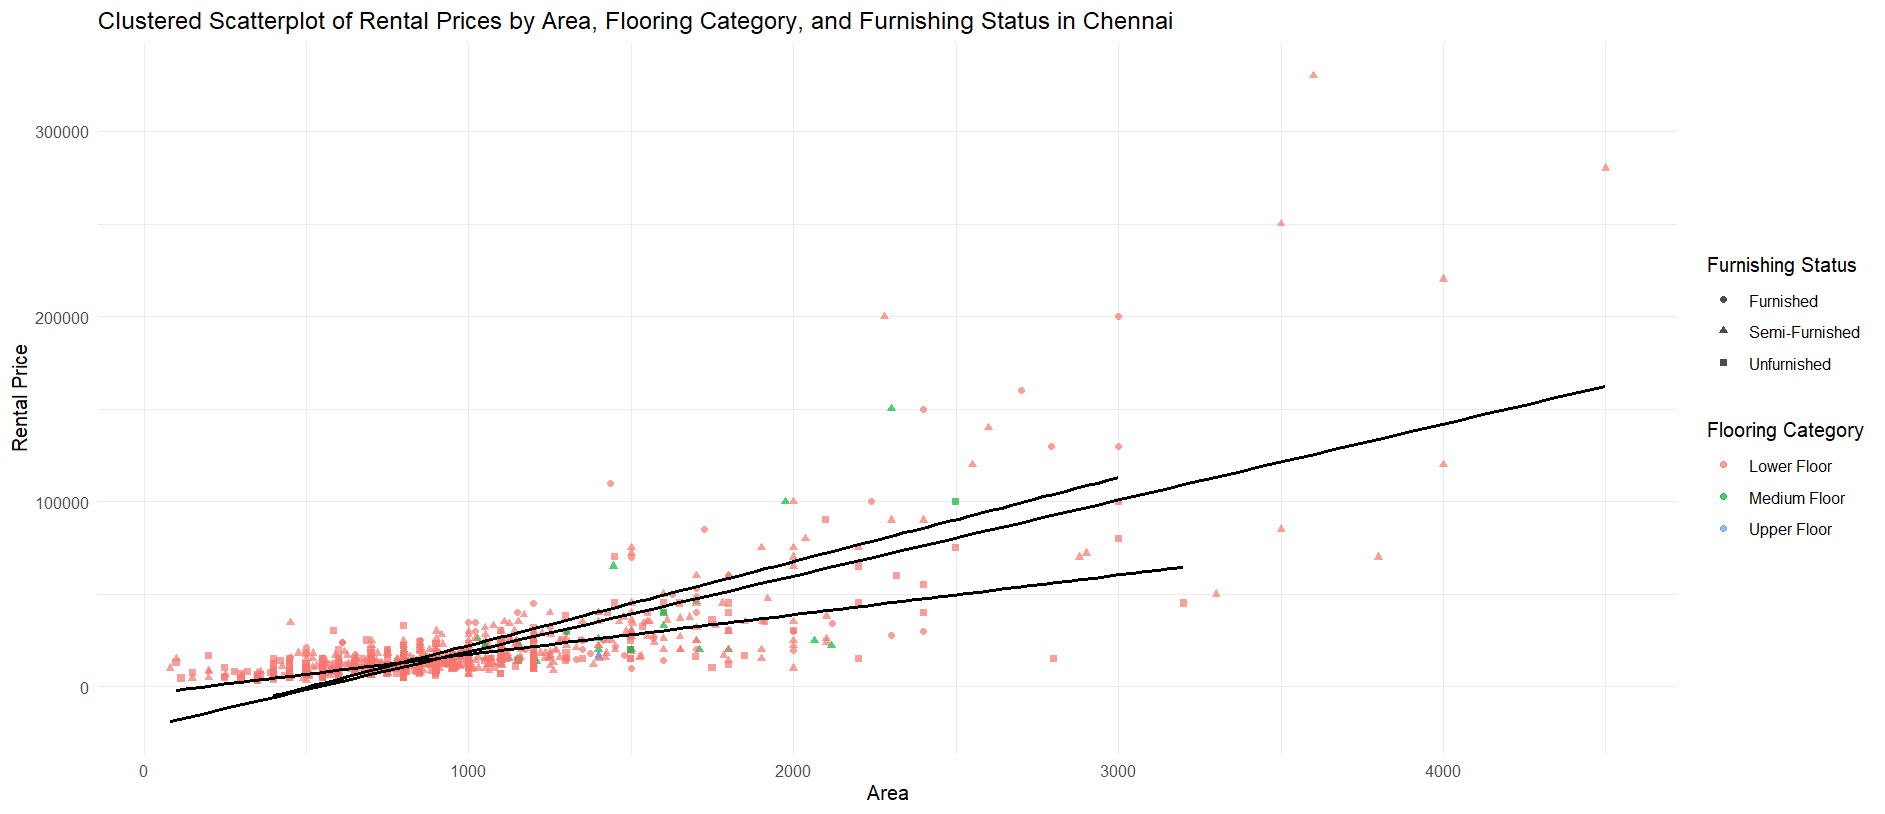 Clustered Scatterplot of Rental Prices by Area, Flooring Category, and Furnishing Status in Chennai
Rental Price
300000
200000
100000
0
0
1000
2000
3000
4000
Area
Furnishing Status
Furnished
Semi-Furnished
Unfurnished
Flooring Category
Lower Floor
Medium Floor
Upper Floor